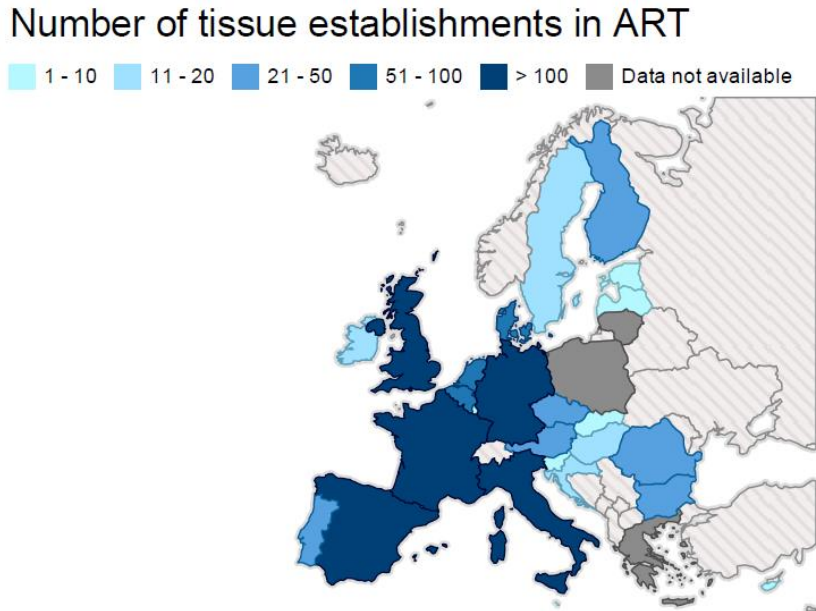 Number of tissue establishments in ART
1 - 10 11 - 20 21 - 50 51 - 100 > 100 Data not available